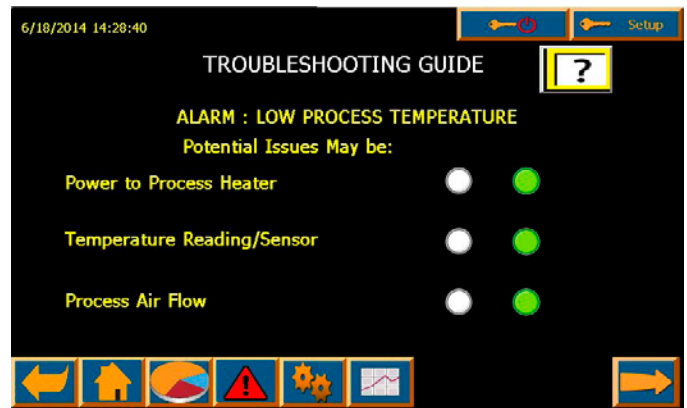 6/18/2014 14:28:40
Setup
TROUBLESHOOTING GUIDE
?
ALARM : LOW PROCESS TEMPERATURE
Potential Issues May be:
Power to Process Heater
Temperature Reading/Sensor
Process Air Flow